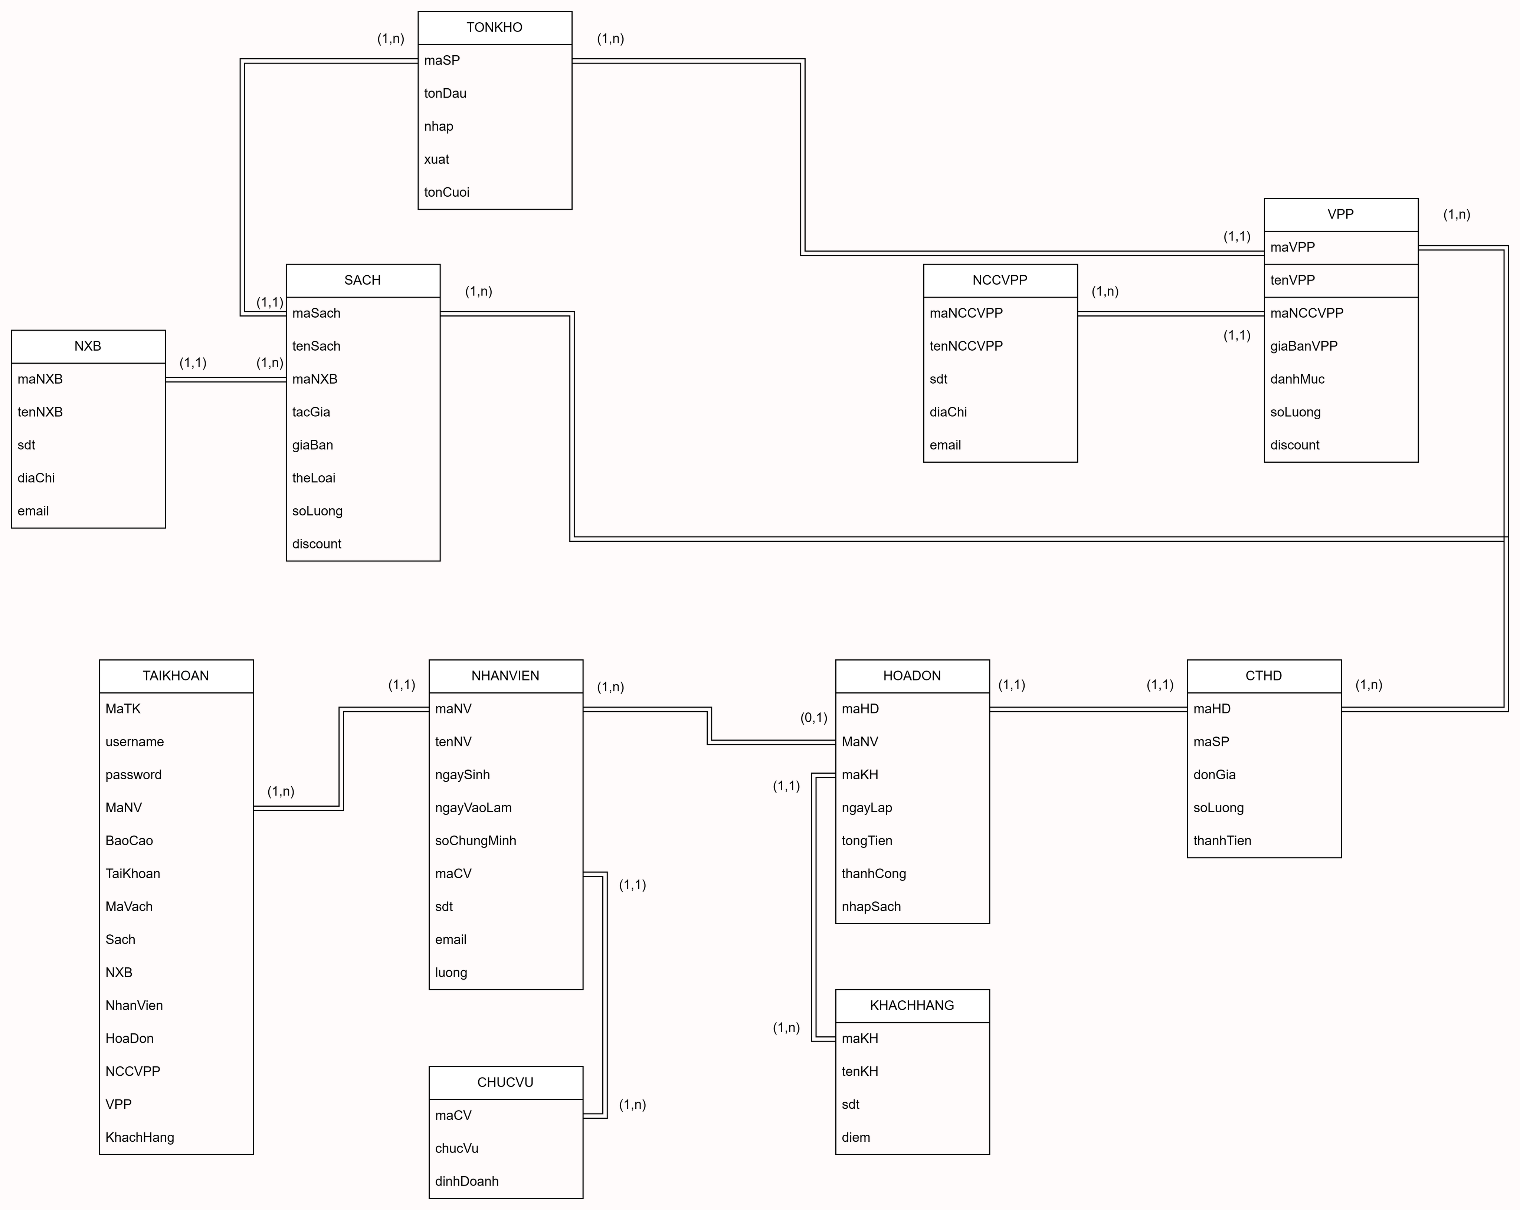 TONKHO
(1,n)
(1,n)
maSP
tonDau
nhap
xuat
tonCuoi
VPP
(1,n)
(1,1)
maVPP
tenVPP
maNCCVPP
giaBanVPP
danhMuc
soLuong
discount
NCCVPP
(1,n)
(1,1)
maNCCVPP
tenNCCVPP
sdt
diaChi
email
SACH
(1,n)
(1,1)
maSach
tenSach
maNXB
tacGia
giaBan
theLoai
soLuong
discount
NXB
(1,1)
(1,n)
maNXB
tenNXB
sdt
diaChi
email
TAIKHOAN
MaTK
username
password
MaNV
BaoCao
TaiKhoan
MaVach
Sach
NXB
NhanVien
HoaDon
NCCVPP
VPP
KhachHang
(1,n)
(1,1)
NHANVIEN
maNV
tenNV
ngaySinh
ngayVaoLam
soChungMinh
maCV
sdt
email
luong
(1,n)
(0,1)
(1,1)
(1,n)
CHUCVU
maCV
chucVu
dinhDoanh
HOADON
maHD
MaNV
maKH
ngayLap
tongTien
thanhCong
nhapSach
(1,1)
(1,n)
KHACHHANG
maKH
tenKH
sdt
diem
(1,1)
(1,1)
CTHD
(1,n)
maHD
maSP
donGia
soLuong
thanhTien